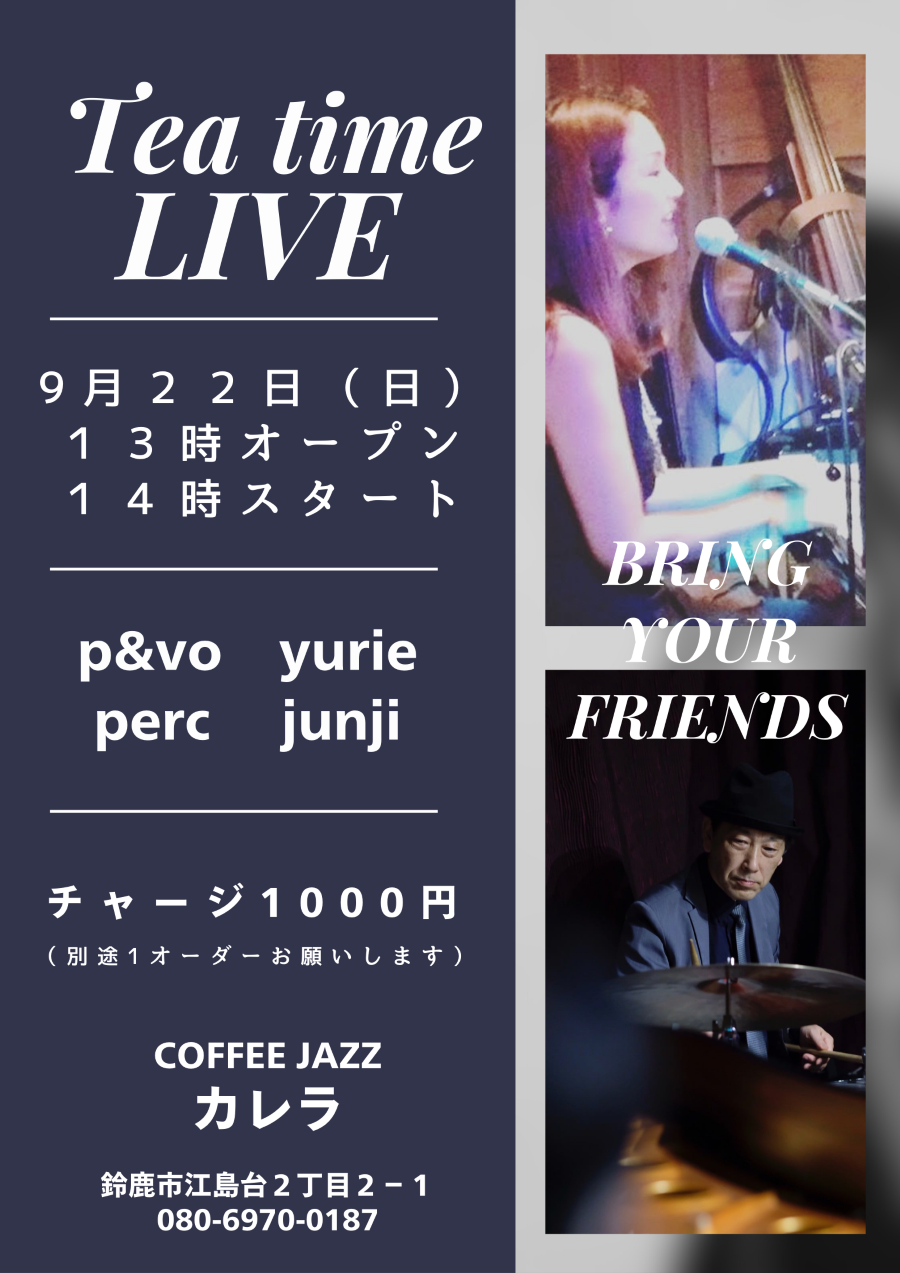 Tea time
LIVE
9月22日(日)
13時オープン
14時スタート
p&vo yurie
perc junji
チャージ1000円
(別途1オーダーお願いします)
COFFEE JAZZ
カレラ
鈴鹿市江島台2丁目2−1
080-6970-0187
BRING
YOUR
FRIENDS